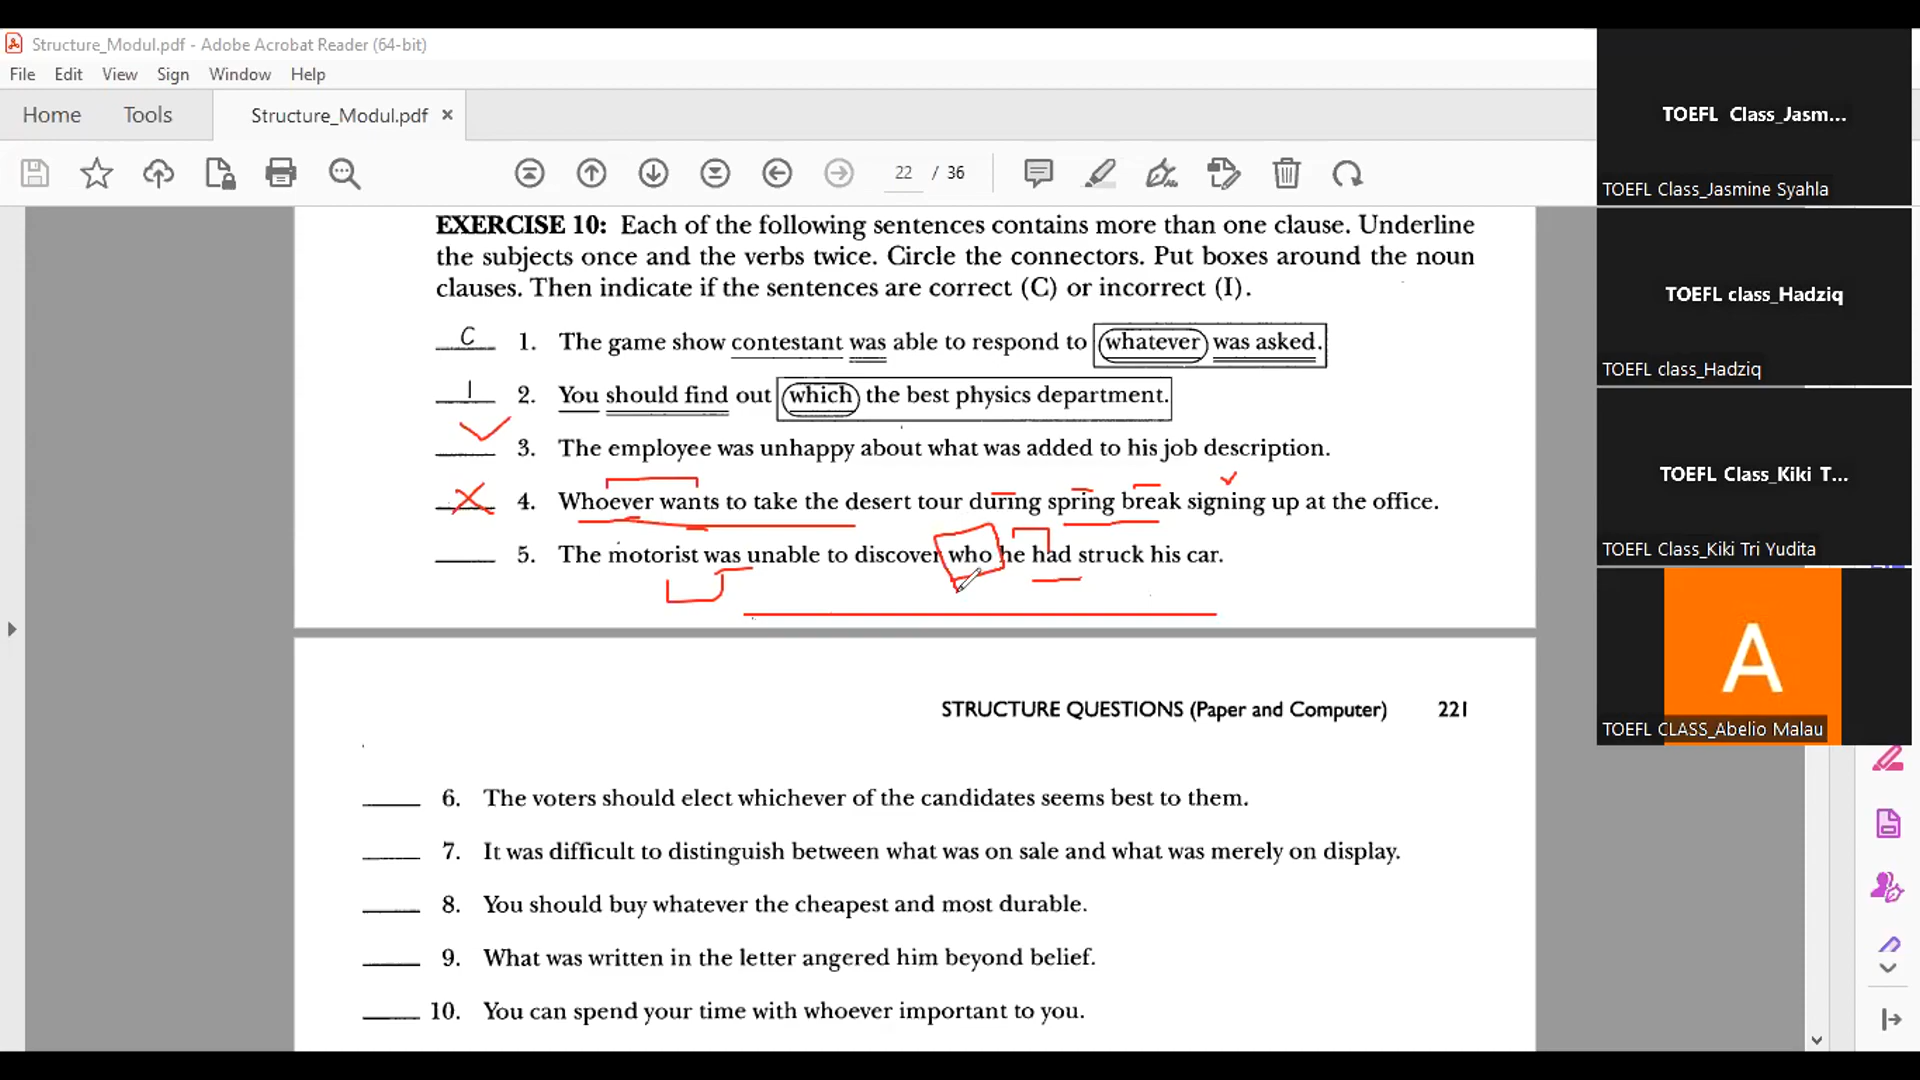 Structure_Modul.pdf - Adobe Acrobat Reader (64-bit)
File Edit View Sign Window Help
Home Tools Structure_Modul.pdf ×
22 / 36
EXERCISE 10: Each of the following sentences contains more than one clause. Underline
the subjects once and the verbs twice. Circle the connectors. Put boxes around the noun
clauses. Then indicate if the sentences are correct (C) or incorrect (I).
C 1. The game show contestant was able to respond to whatever was asked.
I 2. You should find out which the best physics department.
3. The employee was unhappy about what was added to his job description.
4. Whoever wants to take the desert tour during spring break signing up at the office.
5. The motorist was unable to discover who he had struck his car.
STRUCTURE QUESTIONS (Paper and Computer) 221
6. The voters should elect whichever of the candidates seems best to them.
7. It was difficult to distinguish between what was on sale and what was merely on display.
8. You should buy whatever the cheapest and most durable.
9. What was written in the letter angered him beyond belief.
10. You can spend your time with whoever important to you.
TOEFL Class_Jasm...
TOEFL Class_Jasmine Syahla
TOEFL class_Hadziq
TOEFL class_Hadziq
TOEFL Class_Kiki T...
TOEFL Class_Kiki Tri Yudita
A
TOEFL CLASS_Abelio Malau